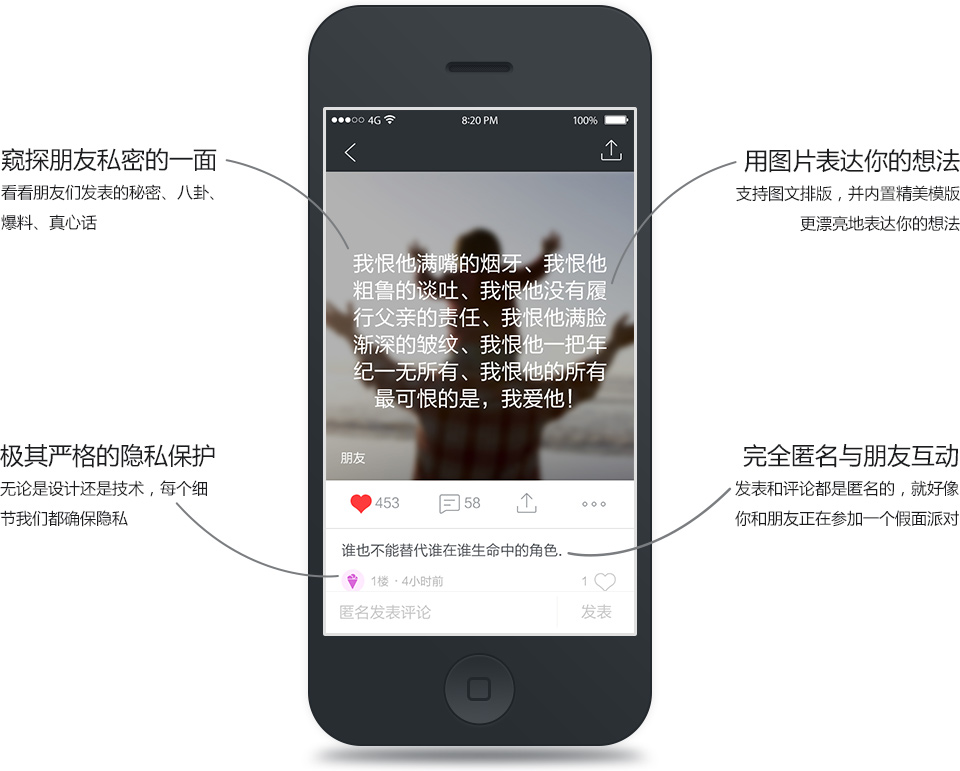 4G
8:20 PM
100%
窥探朋友私密的一面
看看朋友们发表的秘密、八卦、
爆料、真心话
用图片表达你的想法
支持图文排版，并内置精美模版
更漂亮地表达你的想法
我恨他满嘴的烟牙、我恨他
粗鲁的谈吐、我恨他没有履
行父亲的责任、我恨他满脸
渐深的皱纹、我恨他一把年
纪一无所有、我恨他的所有
最可恨的是，我爱他！
朋友
极其严格的隐私保护
无论是设计还是技术，每个细
节我们都确保隐私
完全匿名与朋友互动
发表和评论都是匿名的，就好像
你和朋友正在参加一个假面派对
453
58
谁也不能替代谁在谁生命中的角色.
1楼 · 4小时前
1
匿名发表评论
发表